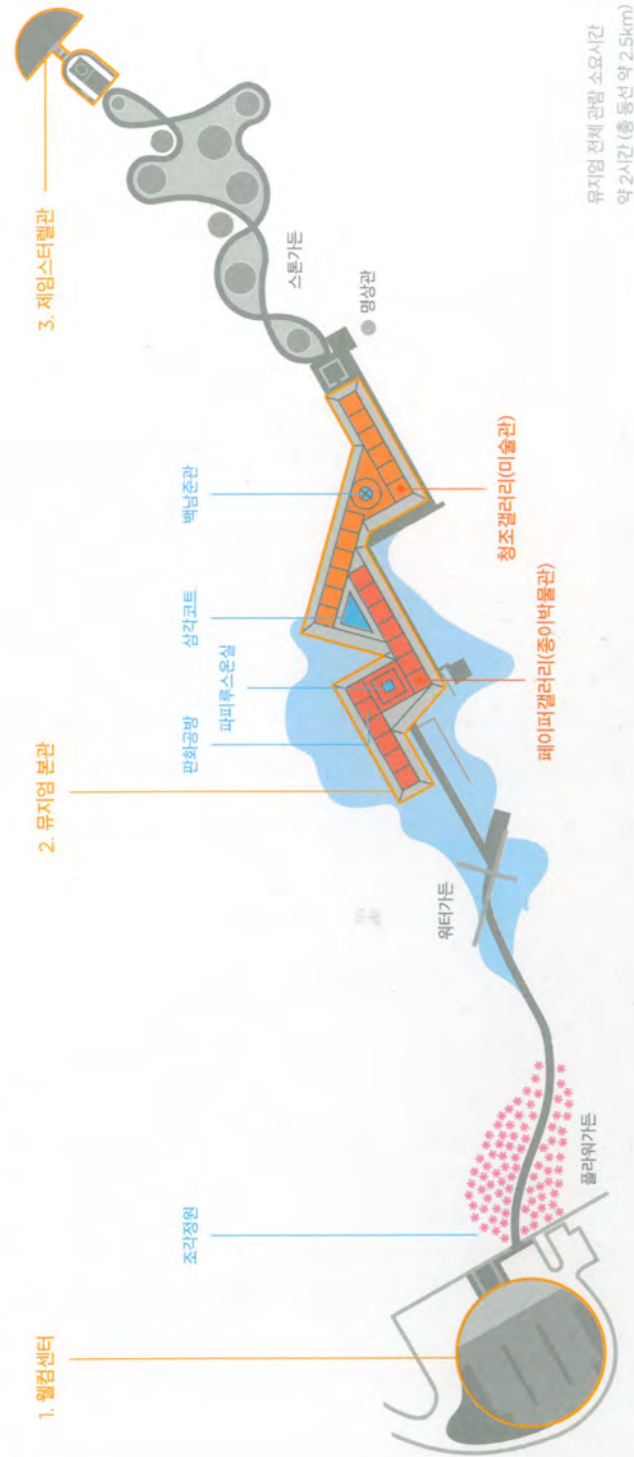 1. 웰컴센터
2. 뮤지엄 본관
3. 제임스터렐관
조각정원
판화공방
파피루스온실
삼각코트
백남준관
플라워가든
워터가든
페이퍼갤러리(종이박물관)
청조갤러리(미술관)
명상관
스톤가든
뮤지엄 전체 관람 소요시간
약 2시간 (총 동선 약 2.5km)